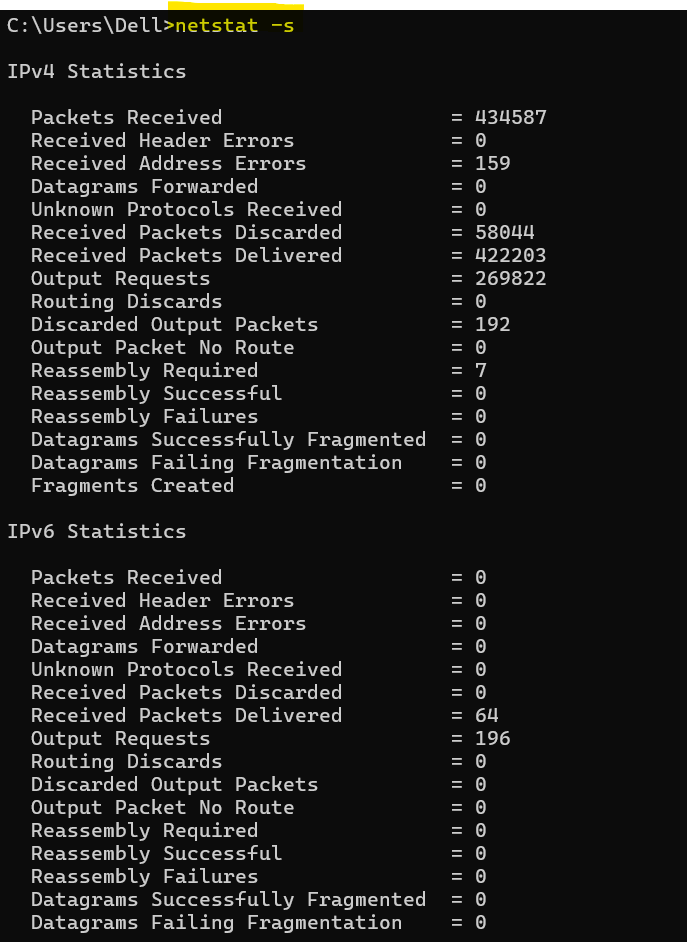 C:\Users\Dell>netstat -s
IPv4 Statistics
Packets Received = 434587
Received Header Errors = 0
Received Address Errors = 159
Datagrams Forwarded = 0
Unknown Protocols Received = 0
Received Packets Discarded = 58044
Received Packets Delivered = 422203
Output Requests = 269822
Routing Discards = 0
Discarded Output Packets = 192
Output Packet No Route = 0
Reassembly Required = 7
Reassembly Successful = 0
Reassembly Failures = 0
Datagrams Successfully Fragmented = 0
Datagrams Failing Fragmentation = 0
Fragments Created = 0
IPv6 Statistics
Packets Received = 0
Received Header Errors = 0
Received Address Errors = 0
Datagrams Forwarded = 0
Unknown Protocols Received = 0
Received Packets Discarded = 0
Received Packets Delivered = 64
Output Requests = 196
Routing Discards = 0
Discarded Output Packets = 0
Output Packet No Route = 0
Reassembly Required = 0
Reassembly Successful = 0
Reassembly Failures = 0
Datagrams Successfully Fragmented = 0
Datagrams Failing Fragmentation = 0